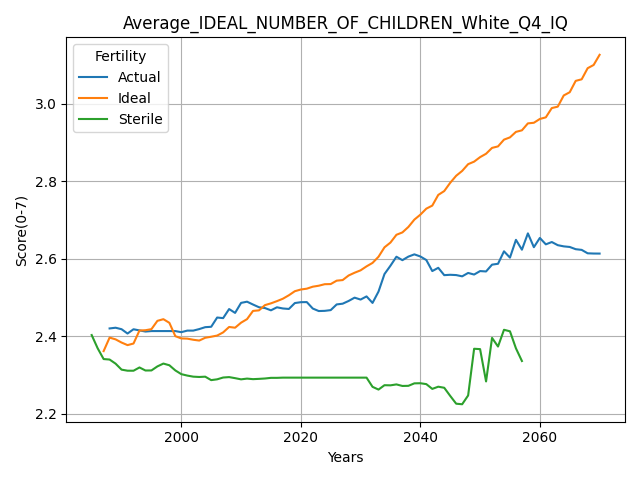 Average_IDEAL_NUMBER_OF_CHILDREN_White_Q4_IQ
Fertility
Actual
Ideal
Sterile
Score(0-7)
3.0
2.8
2.6
2.4
2.2
2000
2020
2040
2060
Years